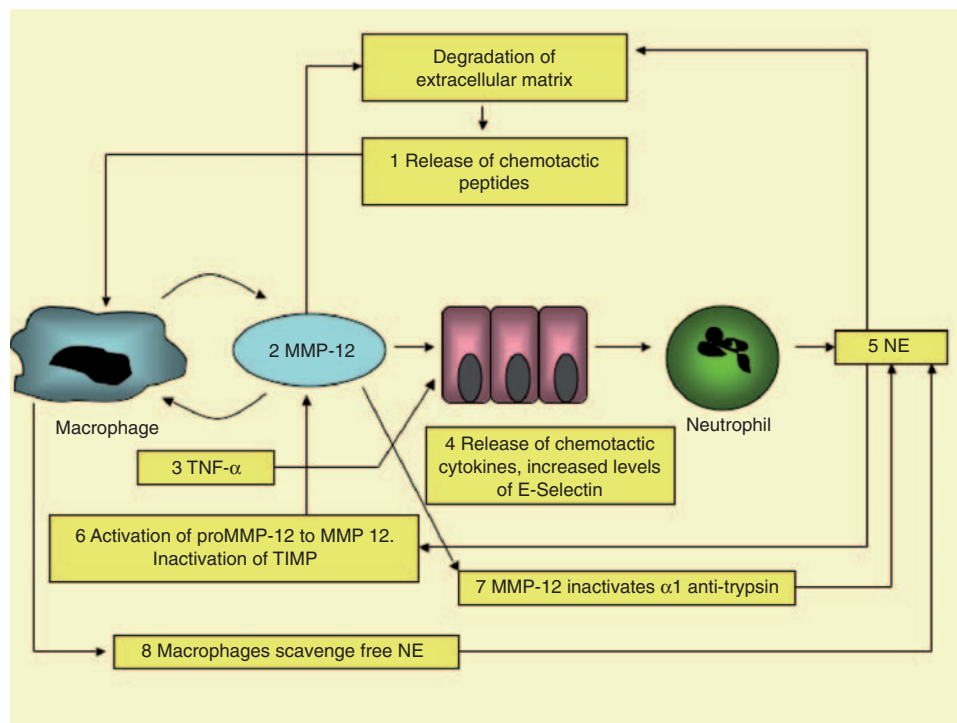 Degradation of
extracellular matrix
1 Release of chemotactic
peptides
2 MMP-12
5 NE
Macrophage
Neutrophil
3 TNF-α
4 Release of chemotactic
cytokines, increased levels
of E-Selectin
6 Activation of proMMP-12 to MMP 12.
Inactivation of TIMP
7 MMP-12 inactivates α1 anti-trypsin
8 Macrophages scavenge free NE